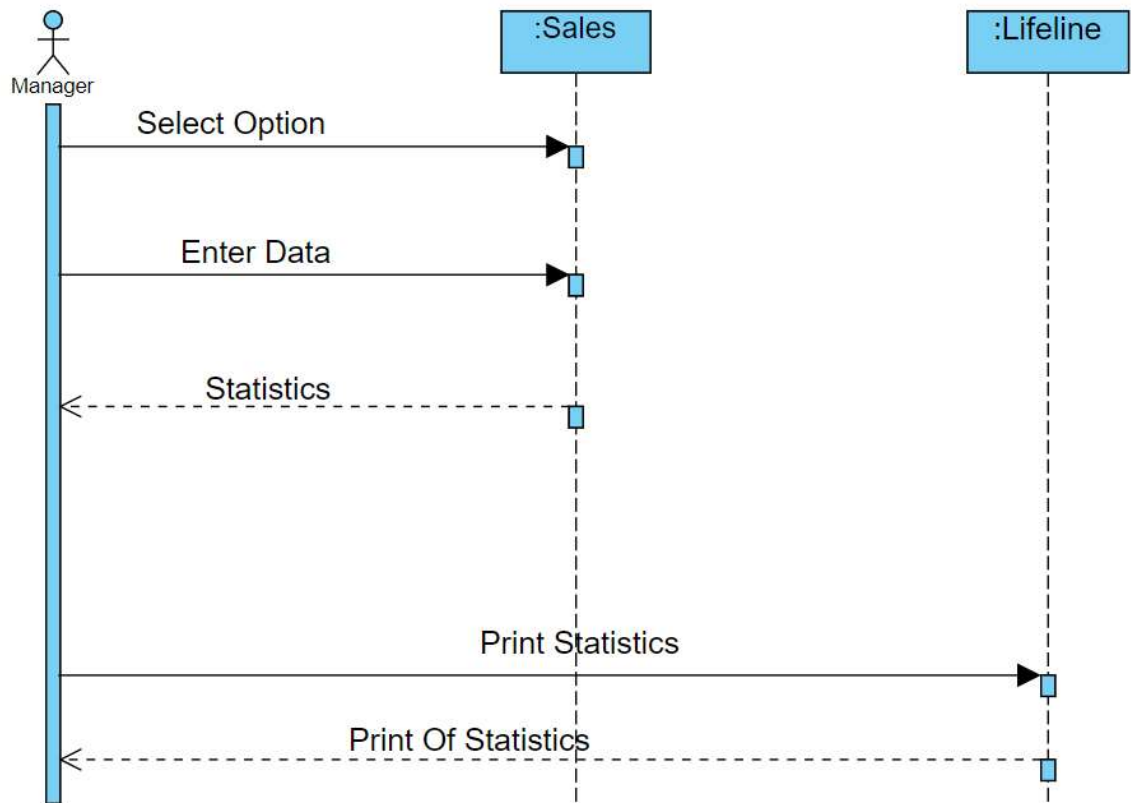 :Sales
:Lifeline
Manager
Select Option
Enter Data
Statistics
Print Statistics
Print Of Statistics